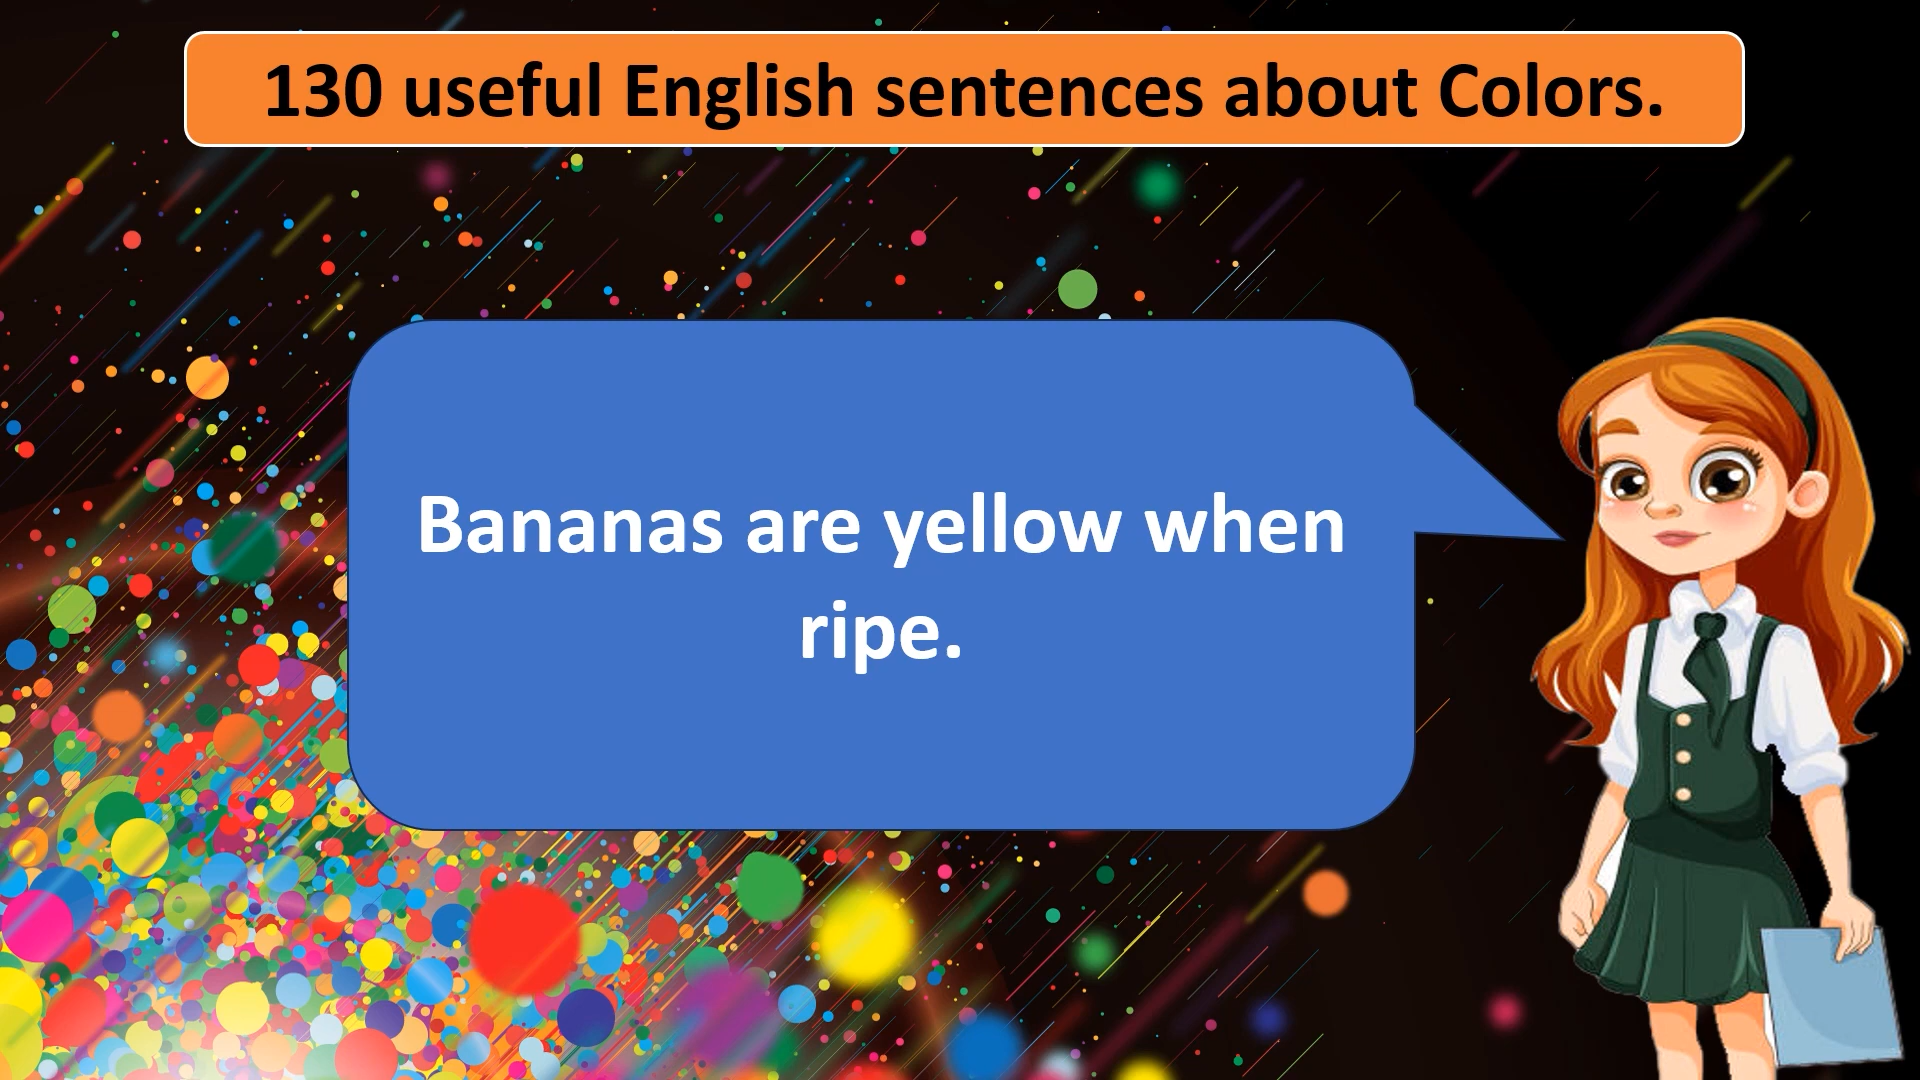 130 useful English sentences about Colors.
Bananas are yellow when
ripe.